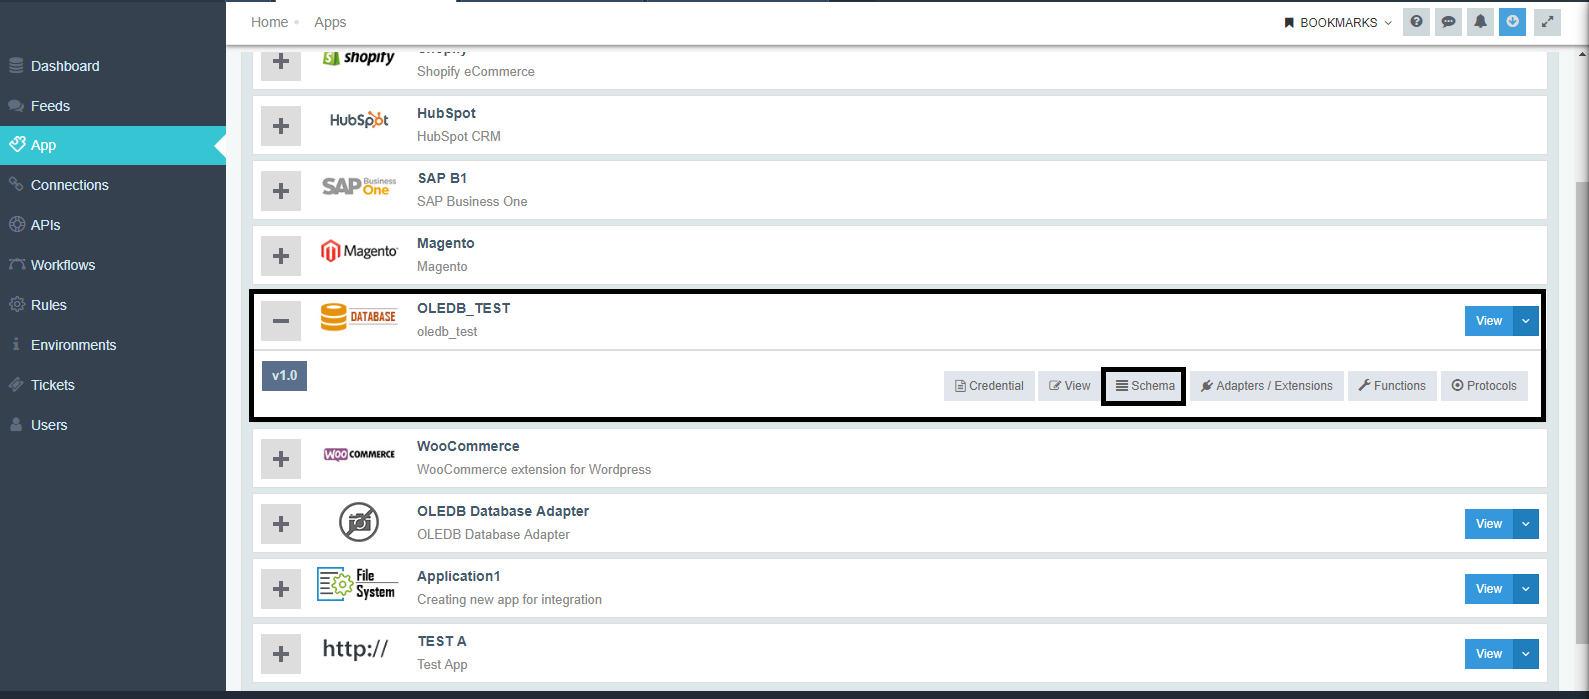 Home
Apps
BOOKMARKS
Dashboard
Feeds
App
Connections
APIs
Workflows
Rules
Environments
Tickets
Users
shopify
Shopify
Shopify eCommerce
HubSpot
HubSpot
HubSpot CRM
SAP Business One
SAP B1
SAP Business One
Magento
Magento
Magento
DATABASE
OLEDB_TEST
oledb_test
View
v1.0
Credential
View
Schema
Adapters / Extensions
Functions
Protocols
WOO COMMERCE
WooCommerce
WooCommerce extension for Wordpress
OLEDB Database Adapter
OLEDB Database Adapter
View
File
System
Application1
Creating new app for integration
View
http://
TEST A
Test App
View